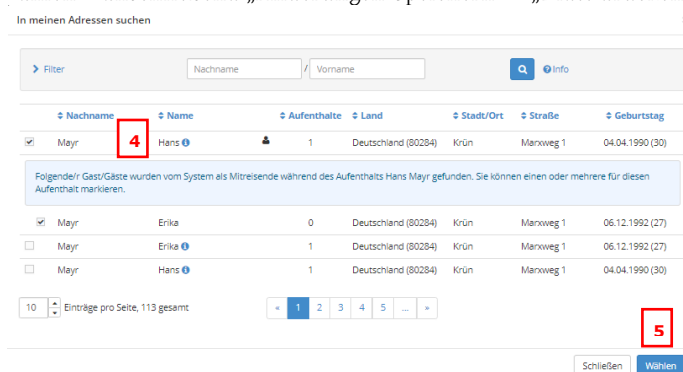 In meinen Adressen suchen
Filter Nachname / Vorname Info
Nachname Name Aufenthalte Land Stadt/Ort Straße Geburtstag
Mayr 4 Hans 1 Deutschland (80284) Krün Marxweg 1 04.04.1990 (30)
Folgende/r Gast/Gäste wurden vom System als Mitreisende während des Aufenthalts Hans Mayr gefunden. Sie können einen oder mehrere für diesen
Aufenthalt markieren.
Mayr Erika 0 Deutschland (80284) Krün Marxweg 1 06.12.1992 (27)
Mayr Erika 1 Deutschland (80284) Krün Marxweg 1 06.12.1992 (27)
Mayr Hans 1 Deutschland (80284) Krün Marxweg 1 04.04.1990 (30)
10 Einträge pro Seite, 113 gesamt « 1 2 3 4 5 ... »
5
Schließen Wählen